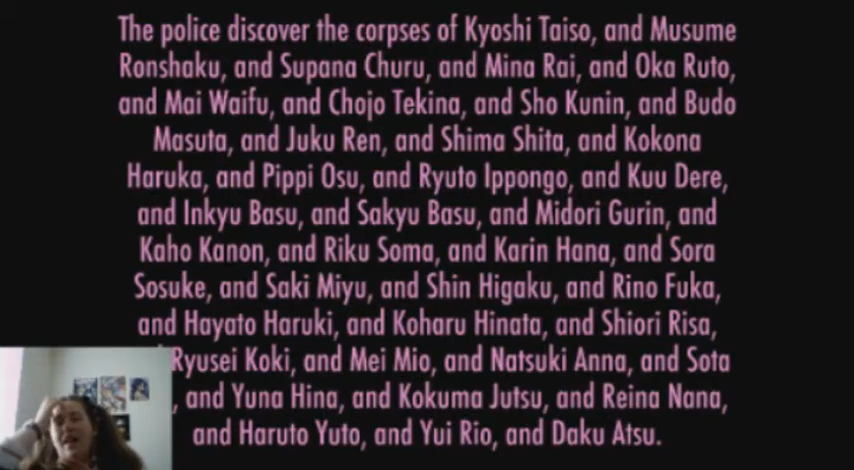 The police discover the corpses of Kyoshi Taiso, and Musume
Ronshaku, and Supana Churu, and Mina Rai, and Oka Ruto,
and Mai Waifu, and Chojo Tekina, and Sho Kunin, and Budo
Masuta, and Juku Ren, and Shima Shita, and Kokona
Haruka, and Pippi Osu, and Ryuto Ippongo, and Kuu Dere,
and Inkyu Basu, and Sakyu Basu, and Midori Gurin, and
Kaho Kanon, and Riku Soma, and Karin Hana, and Sora
Sosuke, and Saki Miyu, and Shin Higaku, and Rino Fuka,
and Hayato Haruki, and Koharu Hinata, and Shiori Risa,
Ryusei Koki, and Mei Mio, and Natsuki Anna, and Sota
, and Yuna Hina, and Kokuma Jutsu, and Reina Nana,
and Haruto Yuto, and Yui Rio, and Daku Atsu.